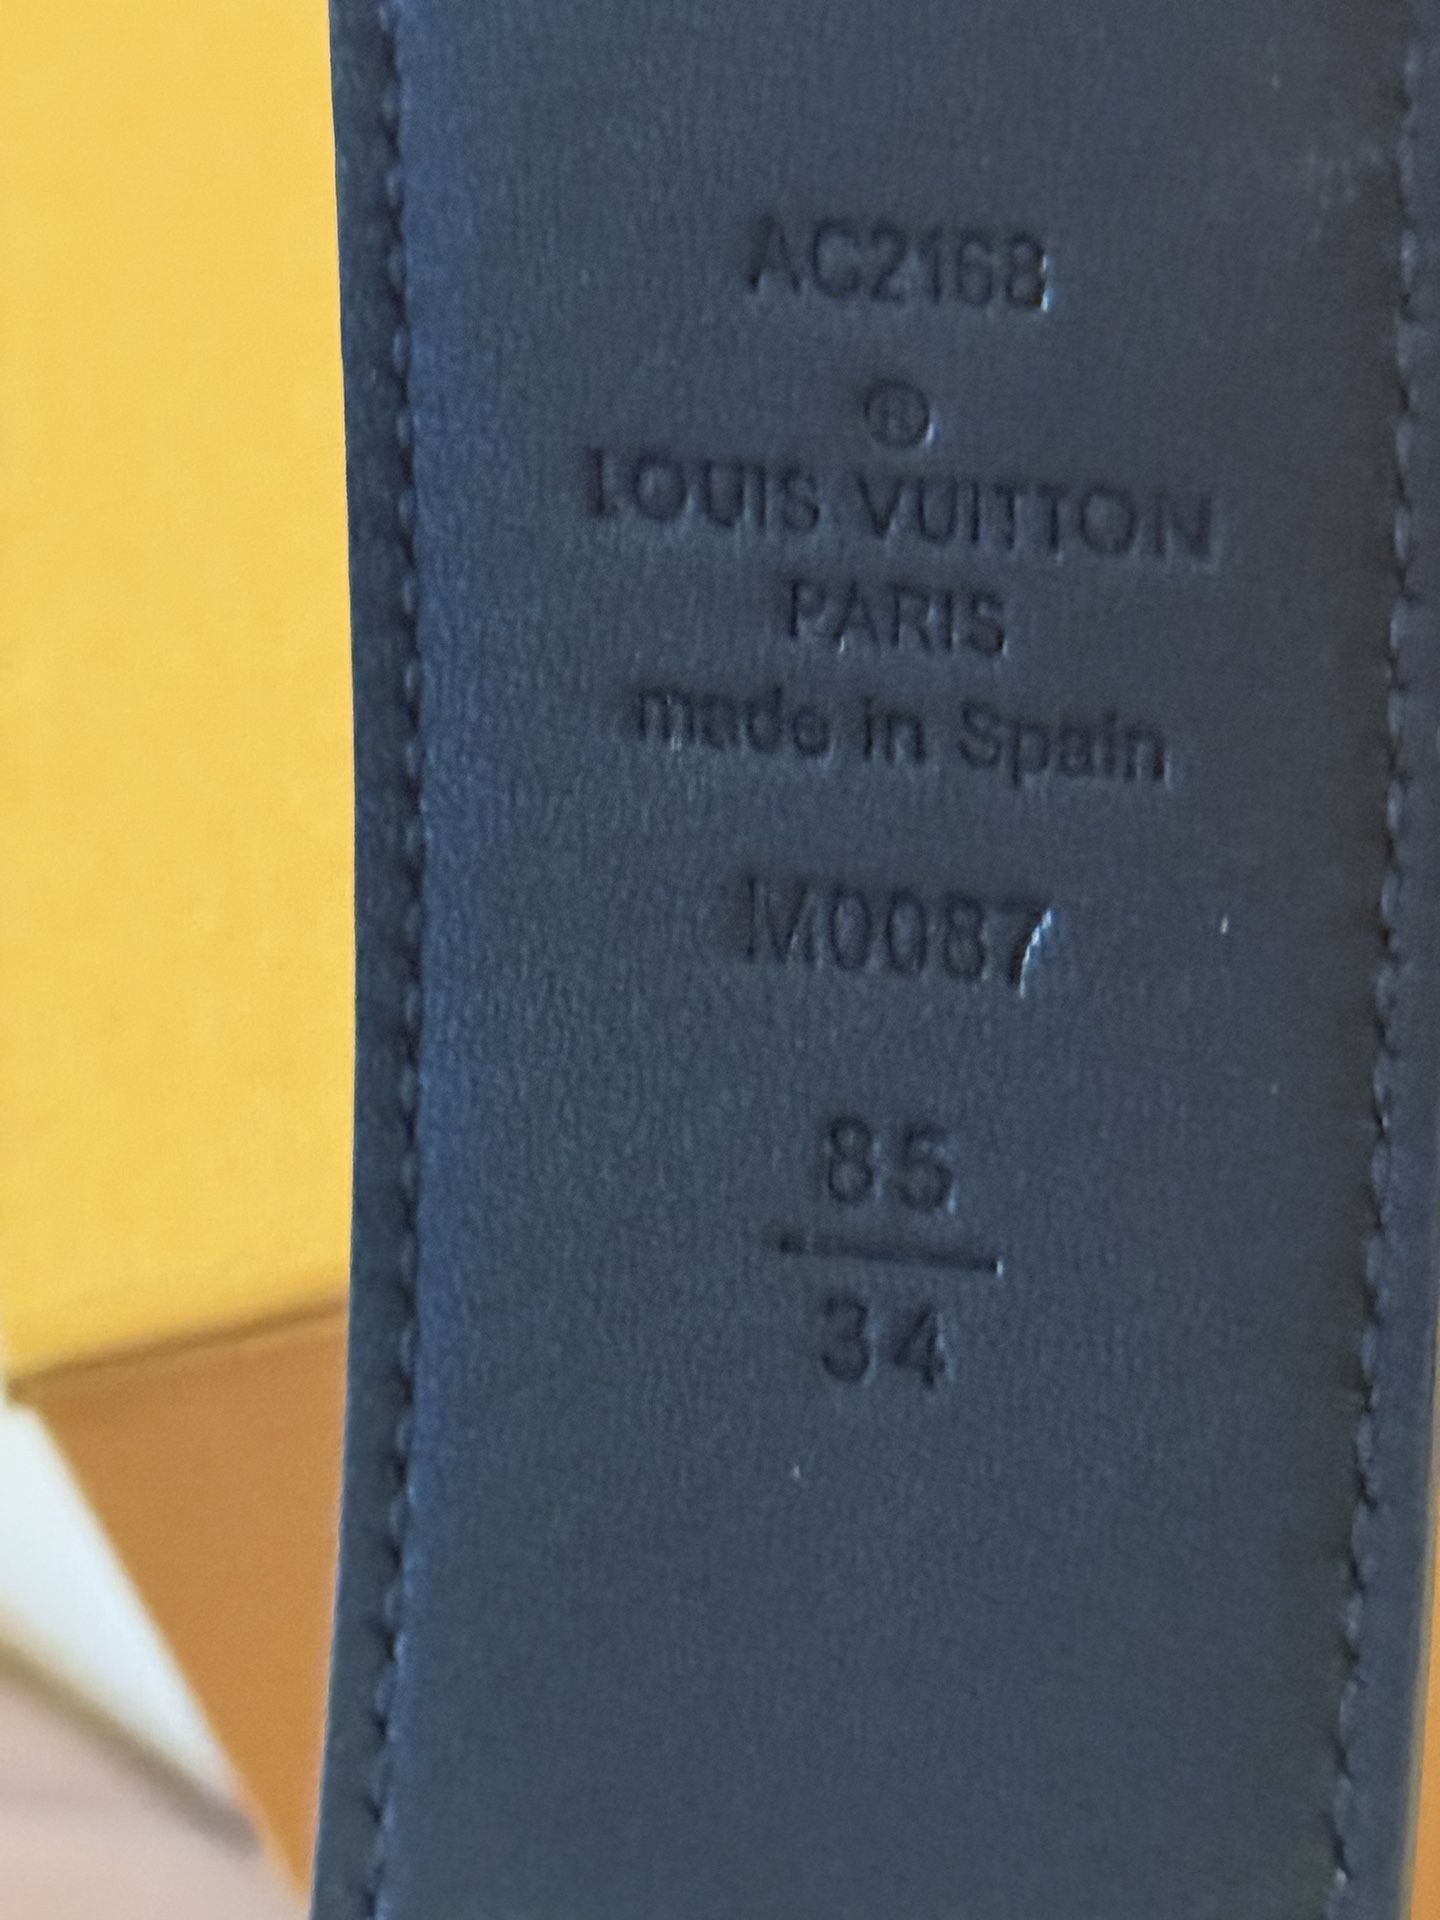 AC2168
®
LOUIS VUITTON
PARIS
made in Spain
M0087
85
34